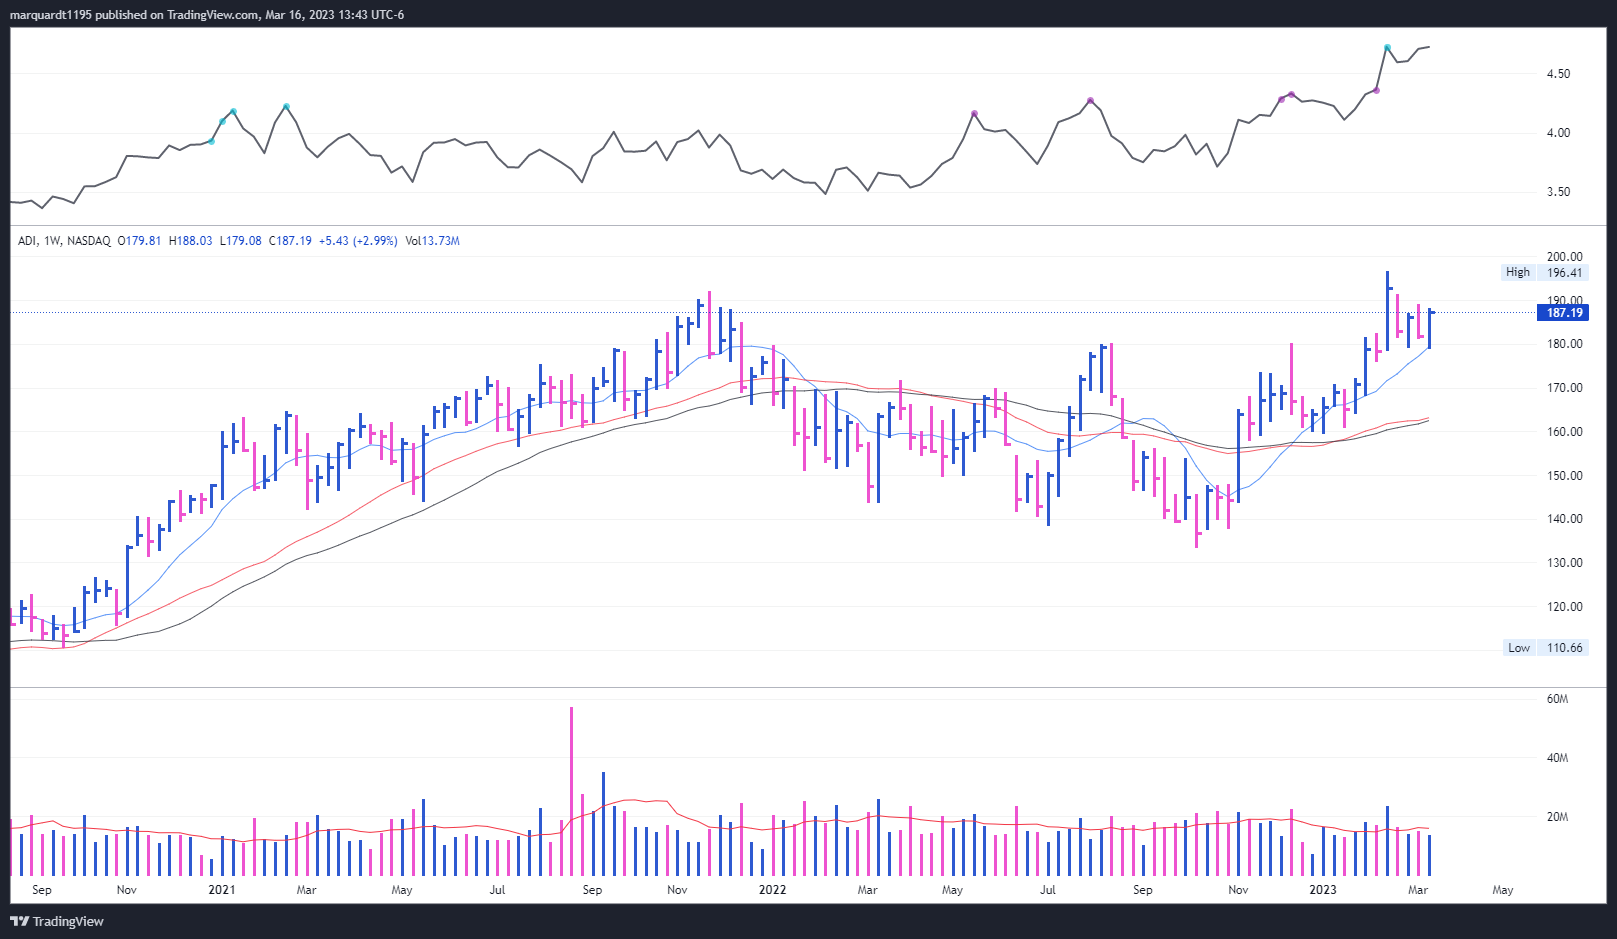 marquardt1195 published on TradingView.com, Mar 16, 2023 13:43 UTC-6
4.50
4.00
3.50
ADI, 1W, NASDAQ O179.81 H188.03 L179.08 C187.19 +5.43 (+2.99%) Vol13.73M
200.00
High 196.41
190.00
187.19
180.00
170.00
160.00
150.00
140.00
130.00
120.00
Low 110.66
60M
40M
20M
Sep Nov 2021 Mar May Jul Sep Nov 2022 Mar May Jul Sep Nov 2023 Mar May
TradingView